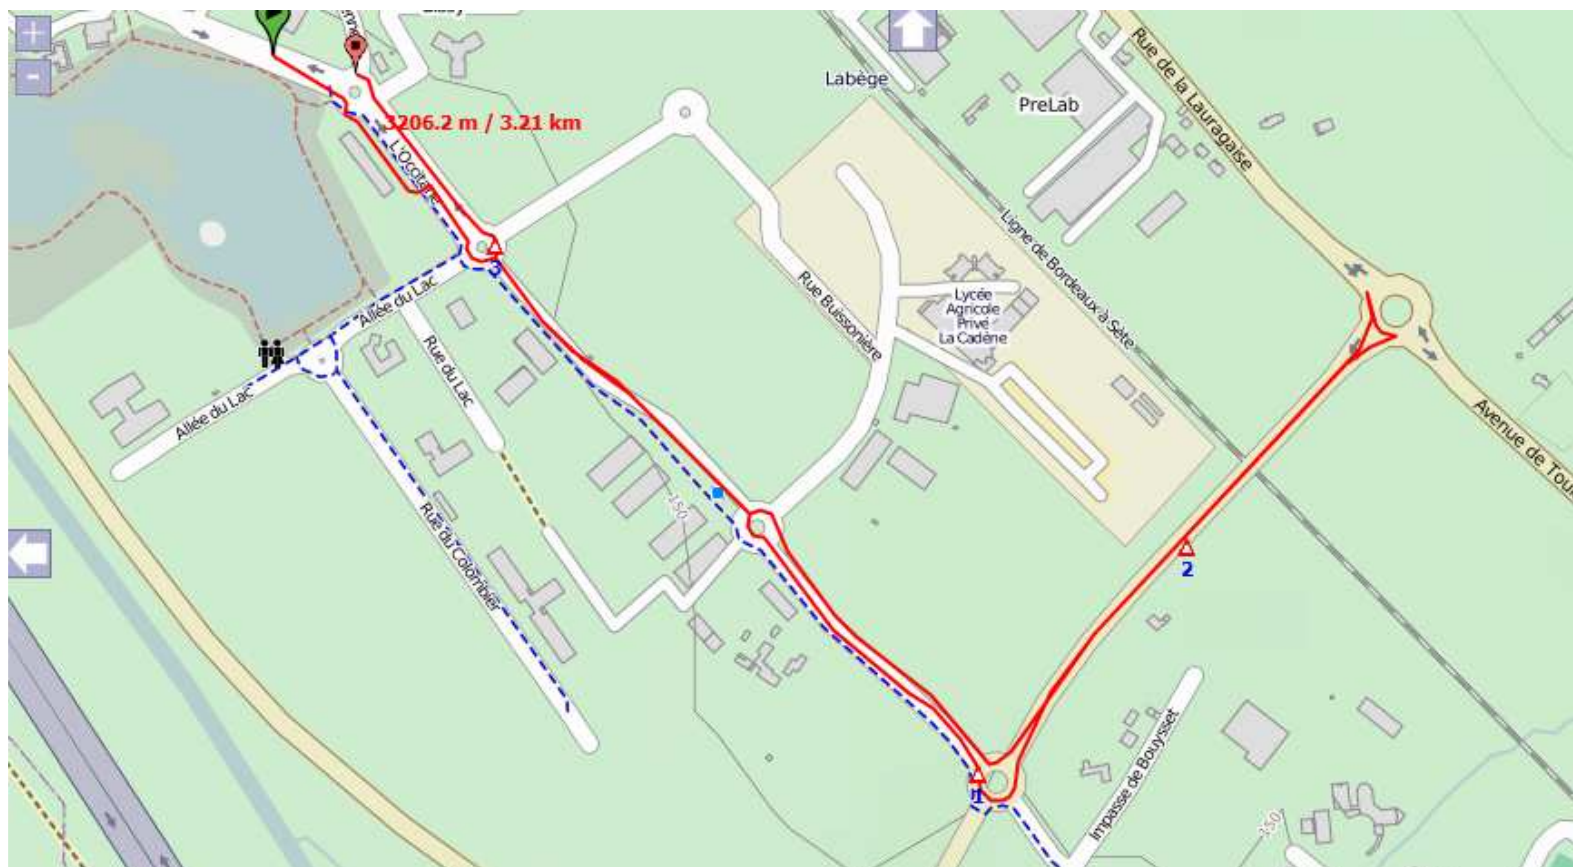 +
-
Labège
PreLab
Rue de la Lauragaise
3206.2 m / 3.21 km
L'Occitane
Ligne de Bordeaux à Sète
Allée du Lac
3
Rue Buissonière
Lycée
Agricole
Privé
La Cadène
Rue du Lac
Allée du Lac
Avenue de Tou
150
Rue du Colombier
2
1
Impasse de Bouysset
150